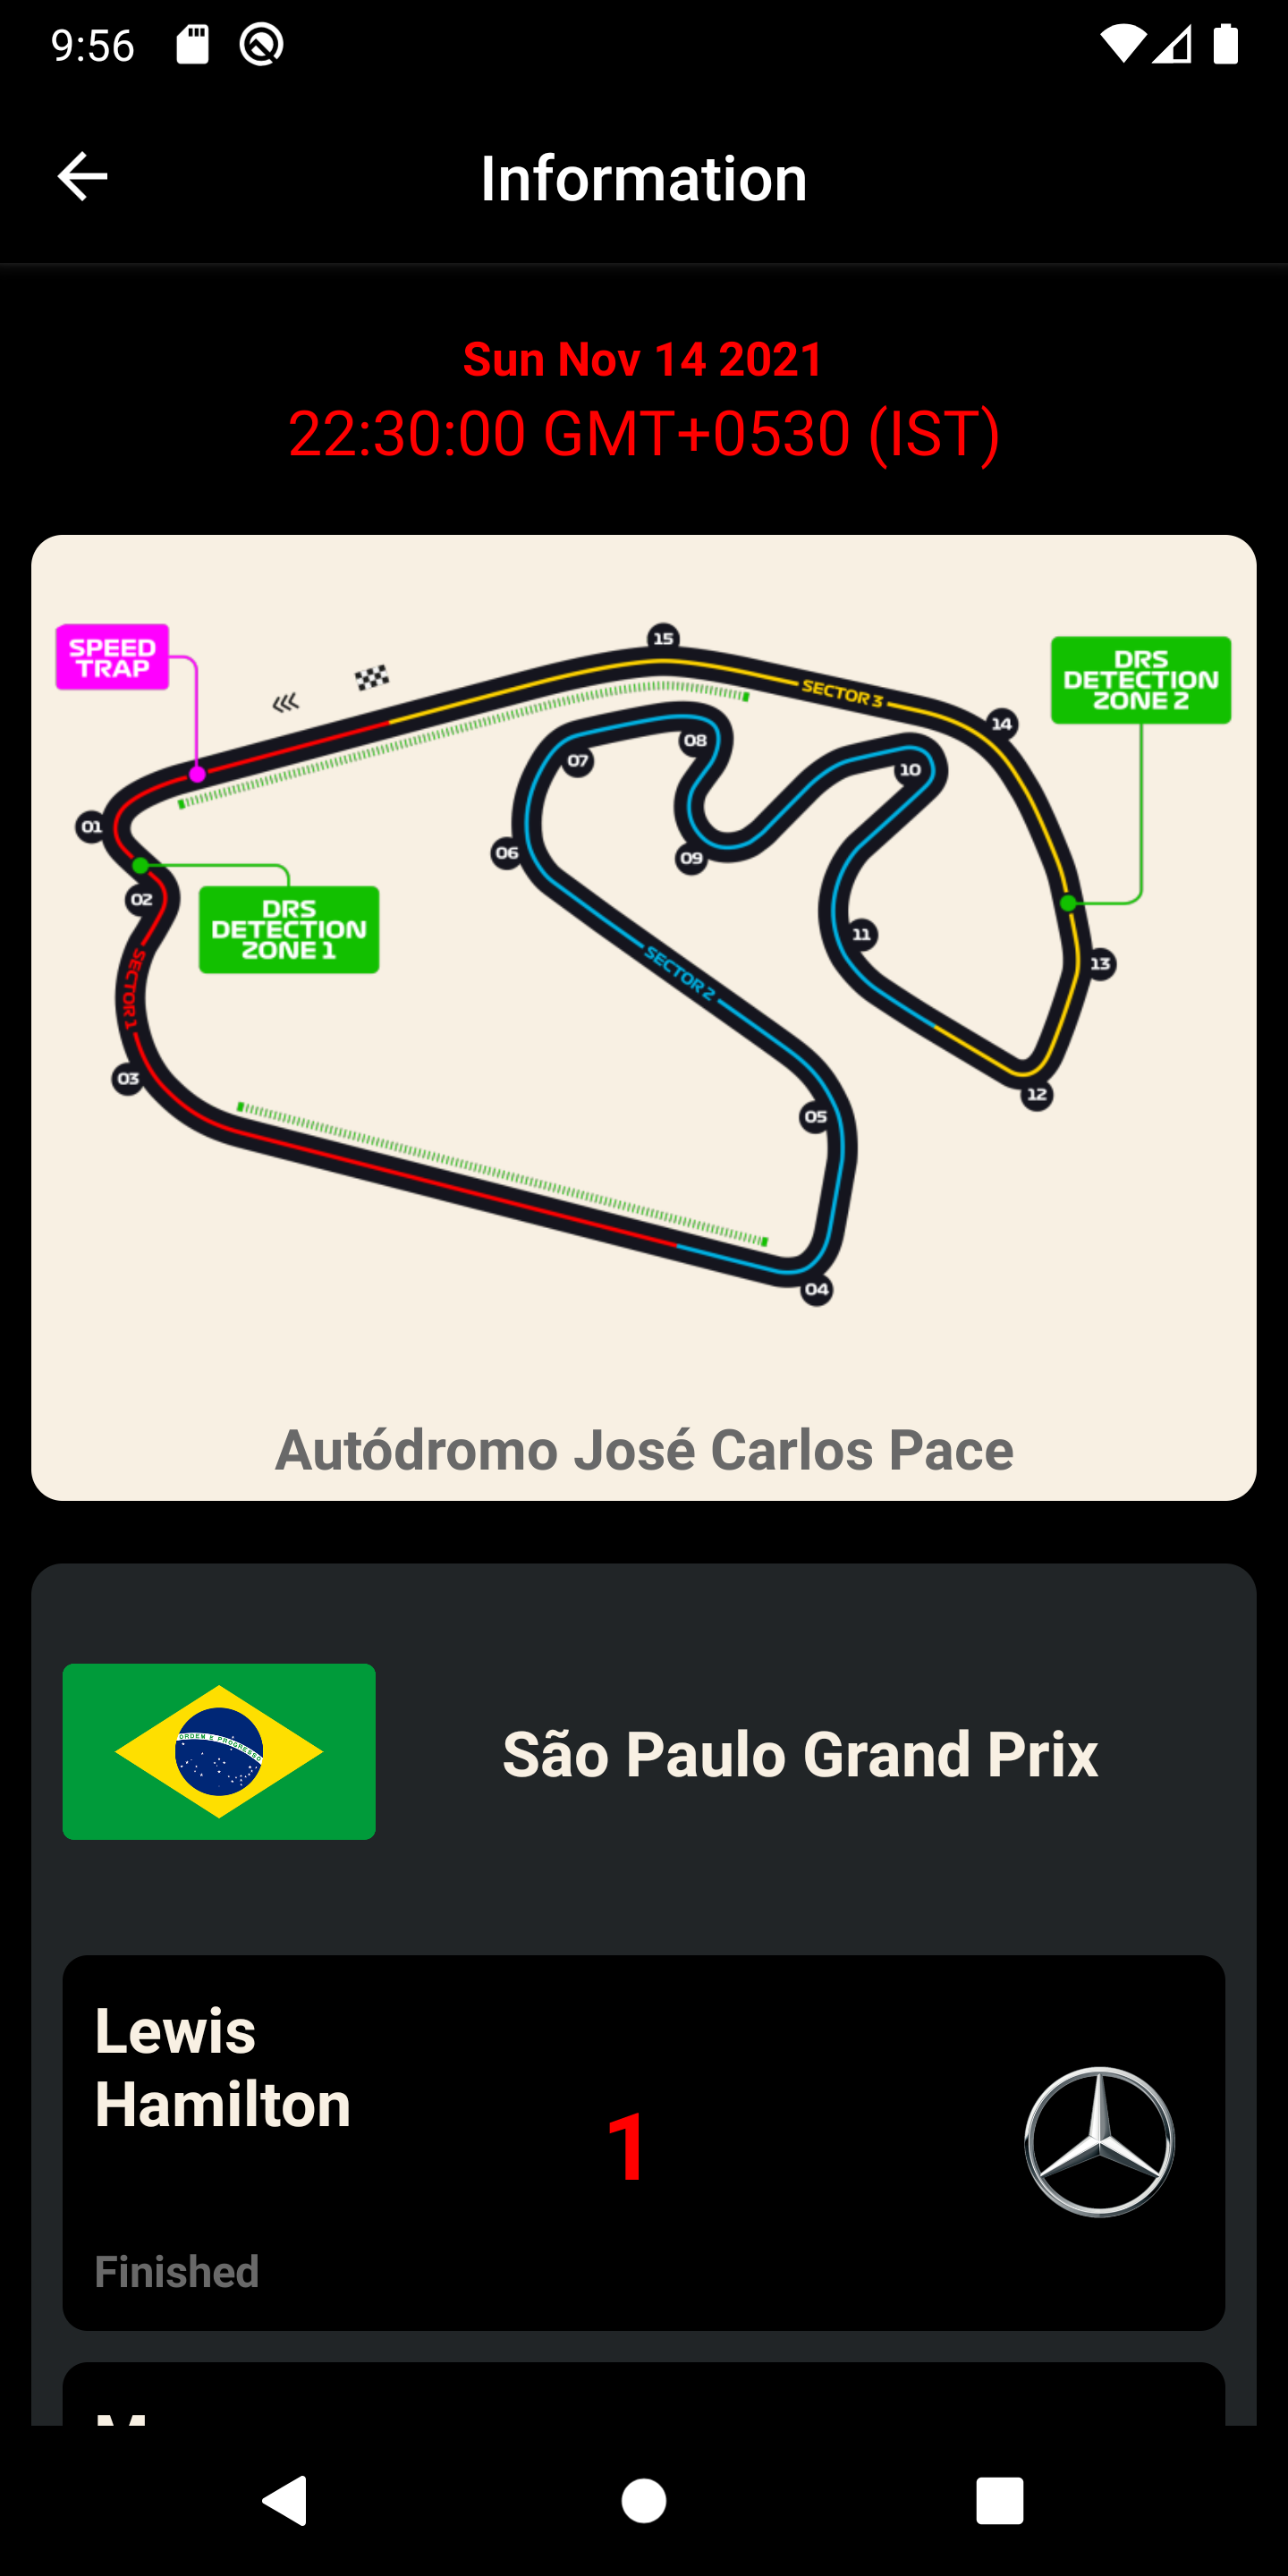 9:56
Information
Sun Nov 14 2021
22:30:00 GMT+0530 (IST)
SPEED
TRAP
15
DRS
DETECTION
ZONE 2
SECTOR 3
14
08
07
10
01
06
09
02
DRS
DETECTION
ZONE 1
11
SECTOR 2
13
SECTOR 1
03
12
05
04
Autódromo José Carlos Pace
ORDEM E PROGRESSO
São Paulo Grand Prix
Lewis
Hamilton
1
Finished